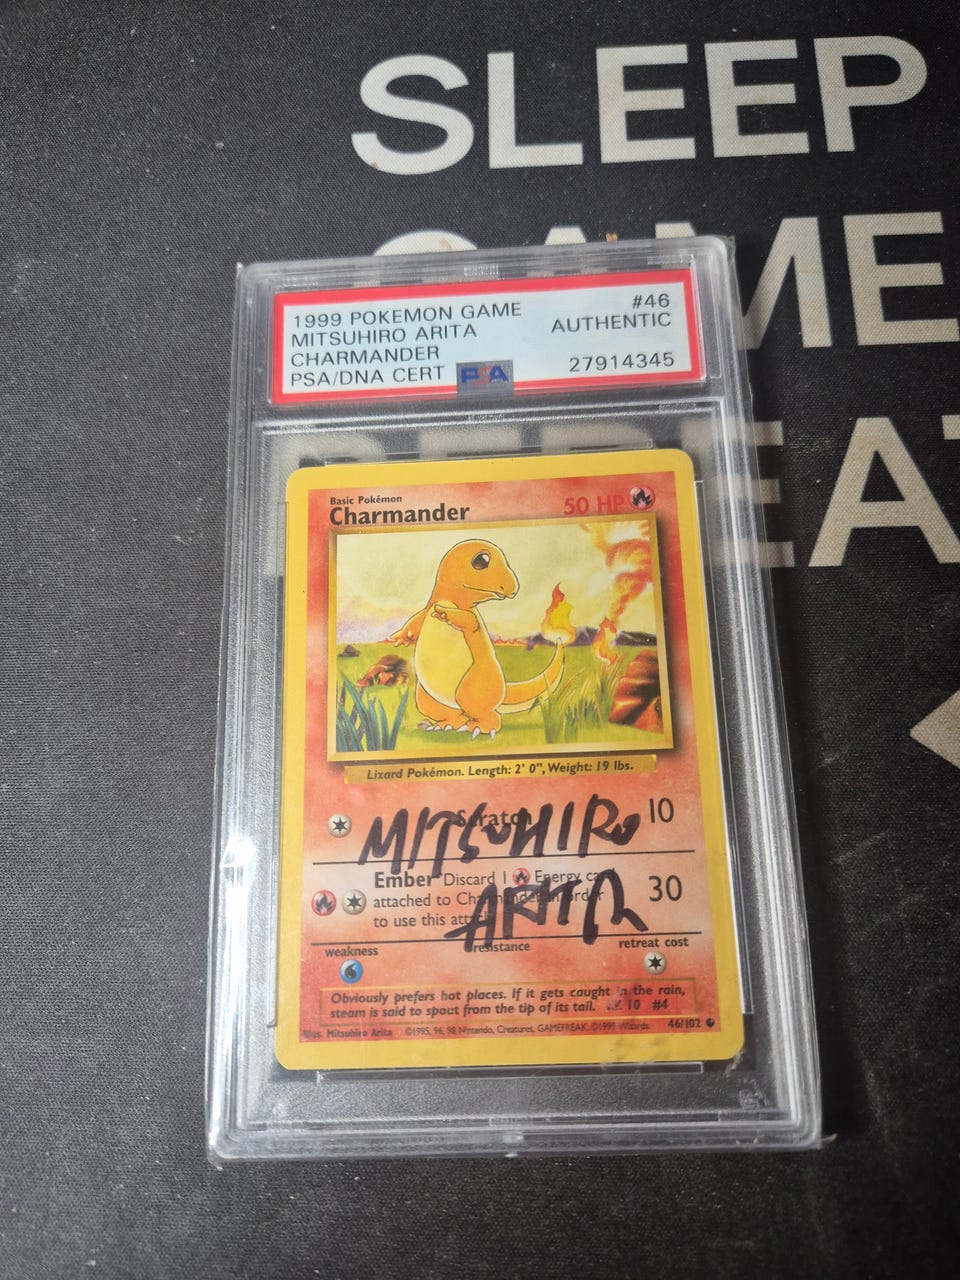 SLEEP
GAME
REPEAT
1999 POKEMON GAME #46
MITSUHIRO ARITA AUTHENTIC
CHARMANDER
PSA/DNA CERT PSA 27914345
Basic Pokémon
Charmander 50 HP
Lizard Pokémon. Length: 2' 0", Weight: 19 lbs.
Scratch 10
MITSUHIRO
Ember Discard 1 Energy card
attached to Charmander in order
to use this attack. 30
ARITA
weakness resistance retreat cost
Obviously prefers hot places. If it gets caught in the rain,
steam is said to spout from the tip of its tail. LV. 10 #4
Illus. Mitsuhiro Arita ©1995, 96, 98 Nintendo, Creatures, GAMEFREAK. ©1999 Wizards. 46/102